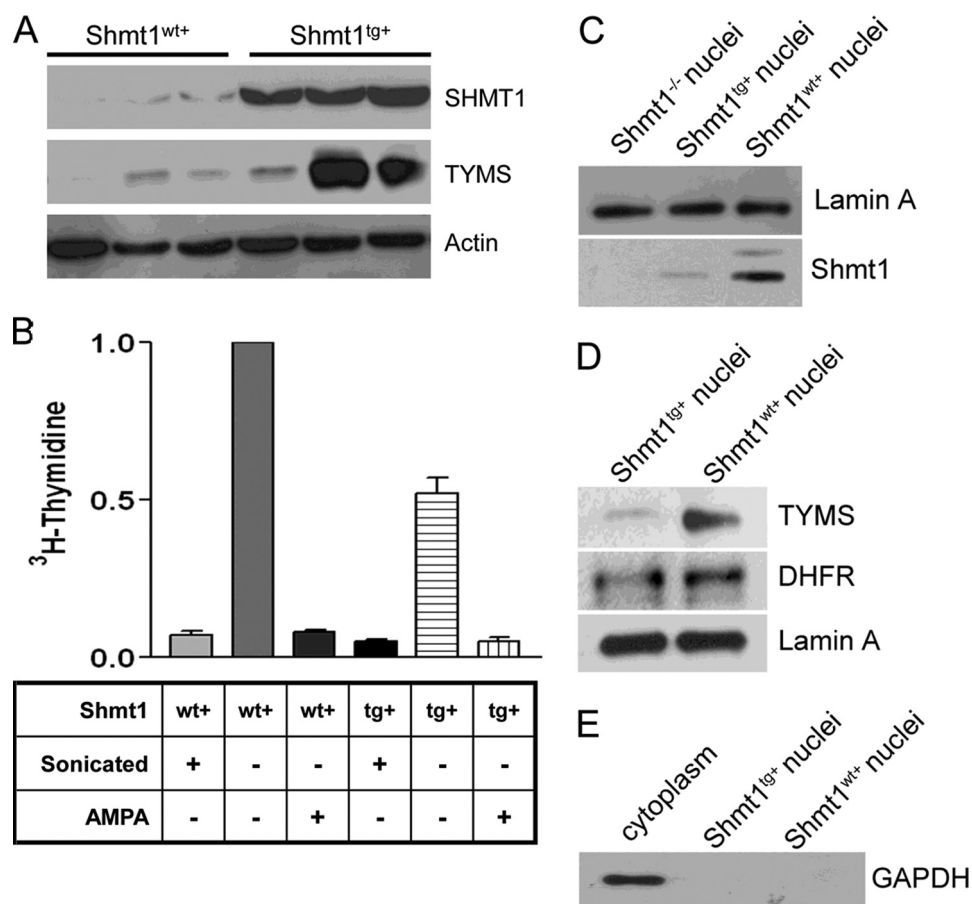 A
Shmt1wt+ Shmt1tg+
SHMT1
TYMS
Actin
B
1.0
0.5
0.0
3H-Thymidine
Shmt1 wt+ wt+ wt+ tg+ tg+ tg+
Sonicated + - - + - -
AMPA - - + - - +
C
Shmt1-/- nuclei
Shmt1tg+ nuclei
Shmt1wt+ nuclei
Lamin A
Shmt1
D
Shmt1tg+ nuclei
Shmt1wt+ nuclei
TYMS
DHFR
Lamin A
E
cytoplasm
Shmt1tg+ nuclei
Shmt1wt+ nuclei
GAPDH